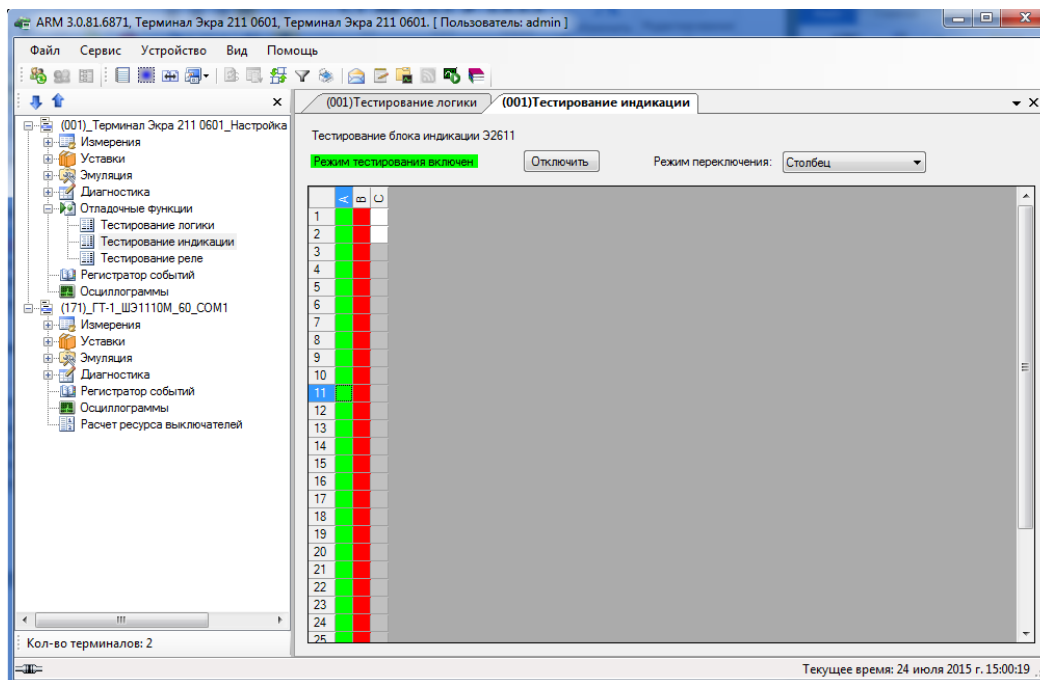 ARM 3.0.81.6871, Терминал Экра 211 0601, Терминал Экра 211 0601. [ Пользователь: admin ]
Файл Сервис Устройство Вид Помощь
(001)_Терминал Экра 211 0601_Настройка
Измерения
Уставки
Эмуляция
Диагностика
Отладочные функции
Тестирование логики
Тестирование индикации
Тестирование реле
Регистратор событий
Осциллограммы
(171)_ГТ-1_ШЭ1110М_60_COM1
Измерения
Уставки
Эмуляция
Диагностика
Регистратор событий
Осциллограммы
Расчет ресурса выключателей
Кол-во терминалов: 2
(001)Тестирование логики (001)Тестирование индикации
Тестирование блока индикации Э2611
Режим тестирования включен Отключить Режим переключения: Столбец
A B C
1
2
3
4
5
6
7
8
9
10
11
12
13
14
15
16
17
18
19
20
21
22
23
24
25
Текущее время: 24 июля 2015 г. 15:00:19